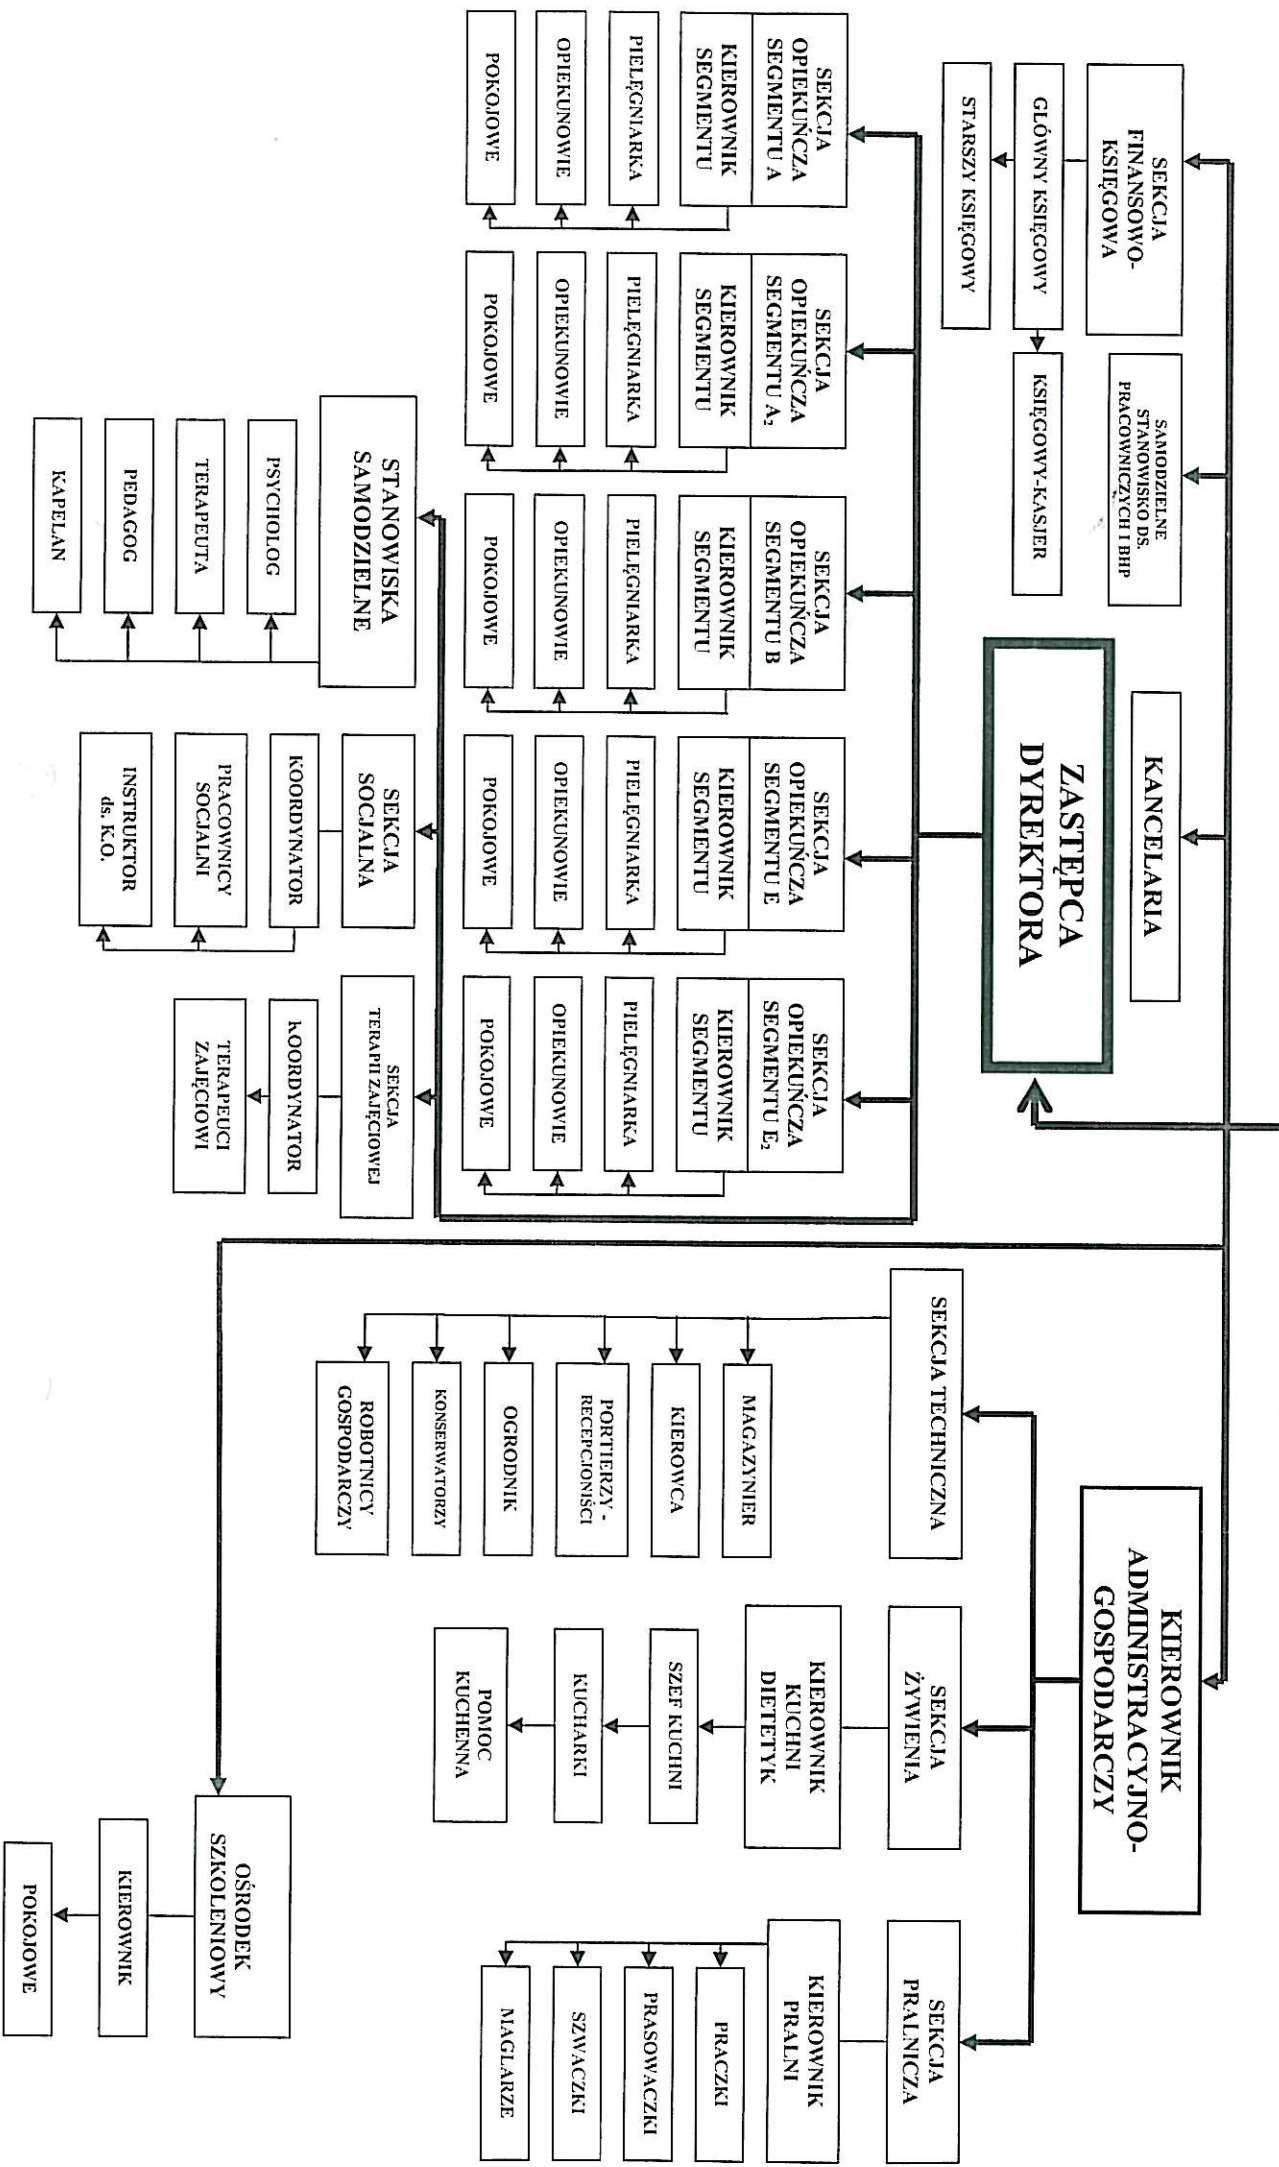 SEKCJA
FINANSOWO-
KSIĘGOWA
GŁÓWNY KSIĘGOWY
STARSZY KSIĘGOWY
KSIĘGOWY-KASJER
SAMODZIELNE
STANOWISKO DS.
PRACOWNICZYCH I BHP
KANCELARIA
ZASTĘPCA
DYREKTORA
SEKCJA
OPIEKUŃCZA
SEGMENTU A
KIEROWNIK
SEGMENTU
PIELĘGNIARKA
OPIEKUNOWIE
POKOJOWE
SEKCJA
OPIEKUŃCZA
SEGMENTU A₂
KIEROWNIK
SEGMENTU
PIELĘGNIARKA
OPIEKUNOWIE
POKOJOWE
SEKCJA
OPIEKUŃCZA
SEGMENTU B
KIEROWNIK
SEGMENTU
PIELĘGNIARKA
OPIEKUNOWIE
POKOJOWE
SEKCJA
OPIEKUŃCZA
SEGMENTU E
KIEROWNIK
SEGMENTU
PIELĘGNIARKA
OPIEKUNOWIE
POKOJOWE
SEKCJA
OPIEKUŃCZA
SEGMENTU E₂
KIEROWNIK
SEGMENTU
PIELĘGNIARKA
OPIEKUNOWIE
POKOJOWE
STANOWISKA
SAMODZIELNE
PSYCHOLOG
TERAPEUTA
PEDAGOG
KAPELAN
SEKCJA
SOCJALNA
KOORDYNATOR
PRACOWNICY
SOCJALNI
INSTRUKTOR
ds. K.O.
SEKCJA
TERAPII ZAJĘCIOWEJ
KOORDYNATOR
TERAPEUCI
ZAJĘCIOWI
KIEROWNIK
ADMINISTRACYJNO-
GOSPODARCZY
SEKCJA TECHNICZNA
MAGAZYNIER
KIEROWCA
PORTIERZY -
RECEPCJONIŚCI
OGRODNIK
KONSERWATORZY
ROBOTNICY
GOSPODARCZY
SEKCJA
ŻYWIENIA
KIEROWNIK
KUCHNI
DIETETYK
SZEF KUCHNI
KUCHARKI
POMOC
KUCHENNA
SEKCJA
PRALNICZA
KIEROWNIK
PRALNI
PRACZKI
PRASOWACZKI
SZWACZKI
MAGLARZE
OŚRODEK
SZKOLENIOWY
KIEROWNIK
POKOJOWE